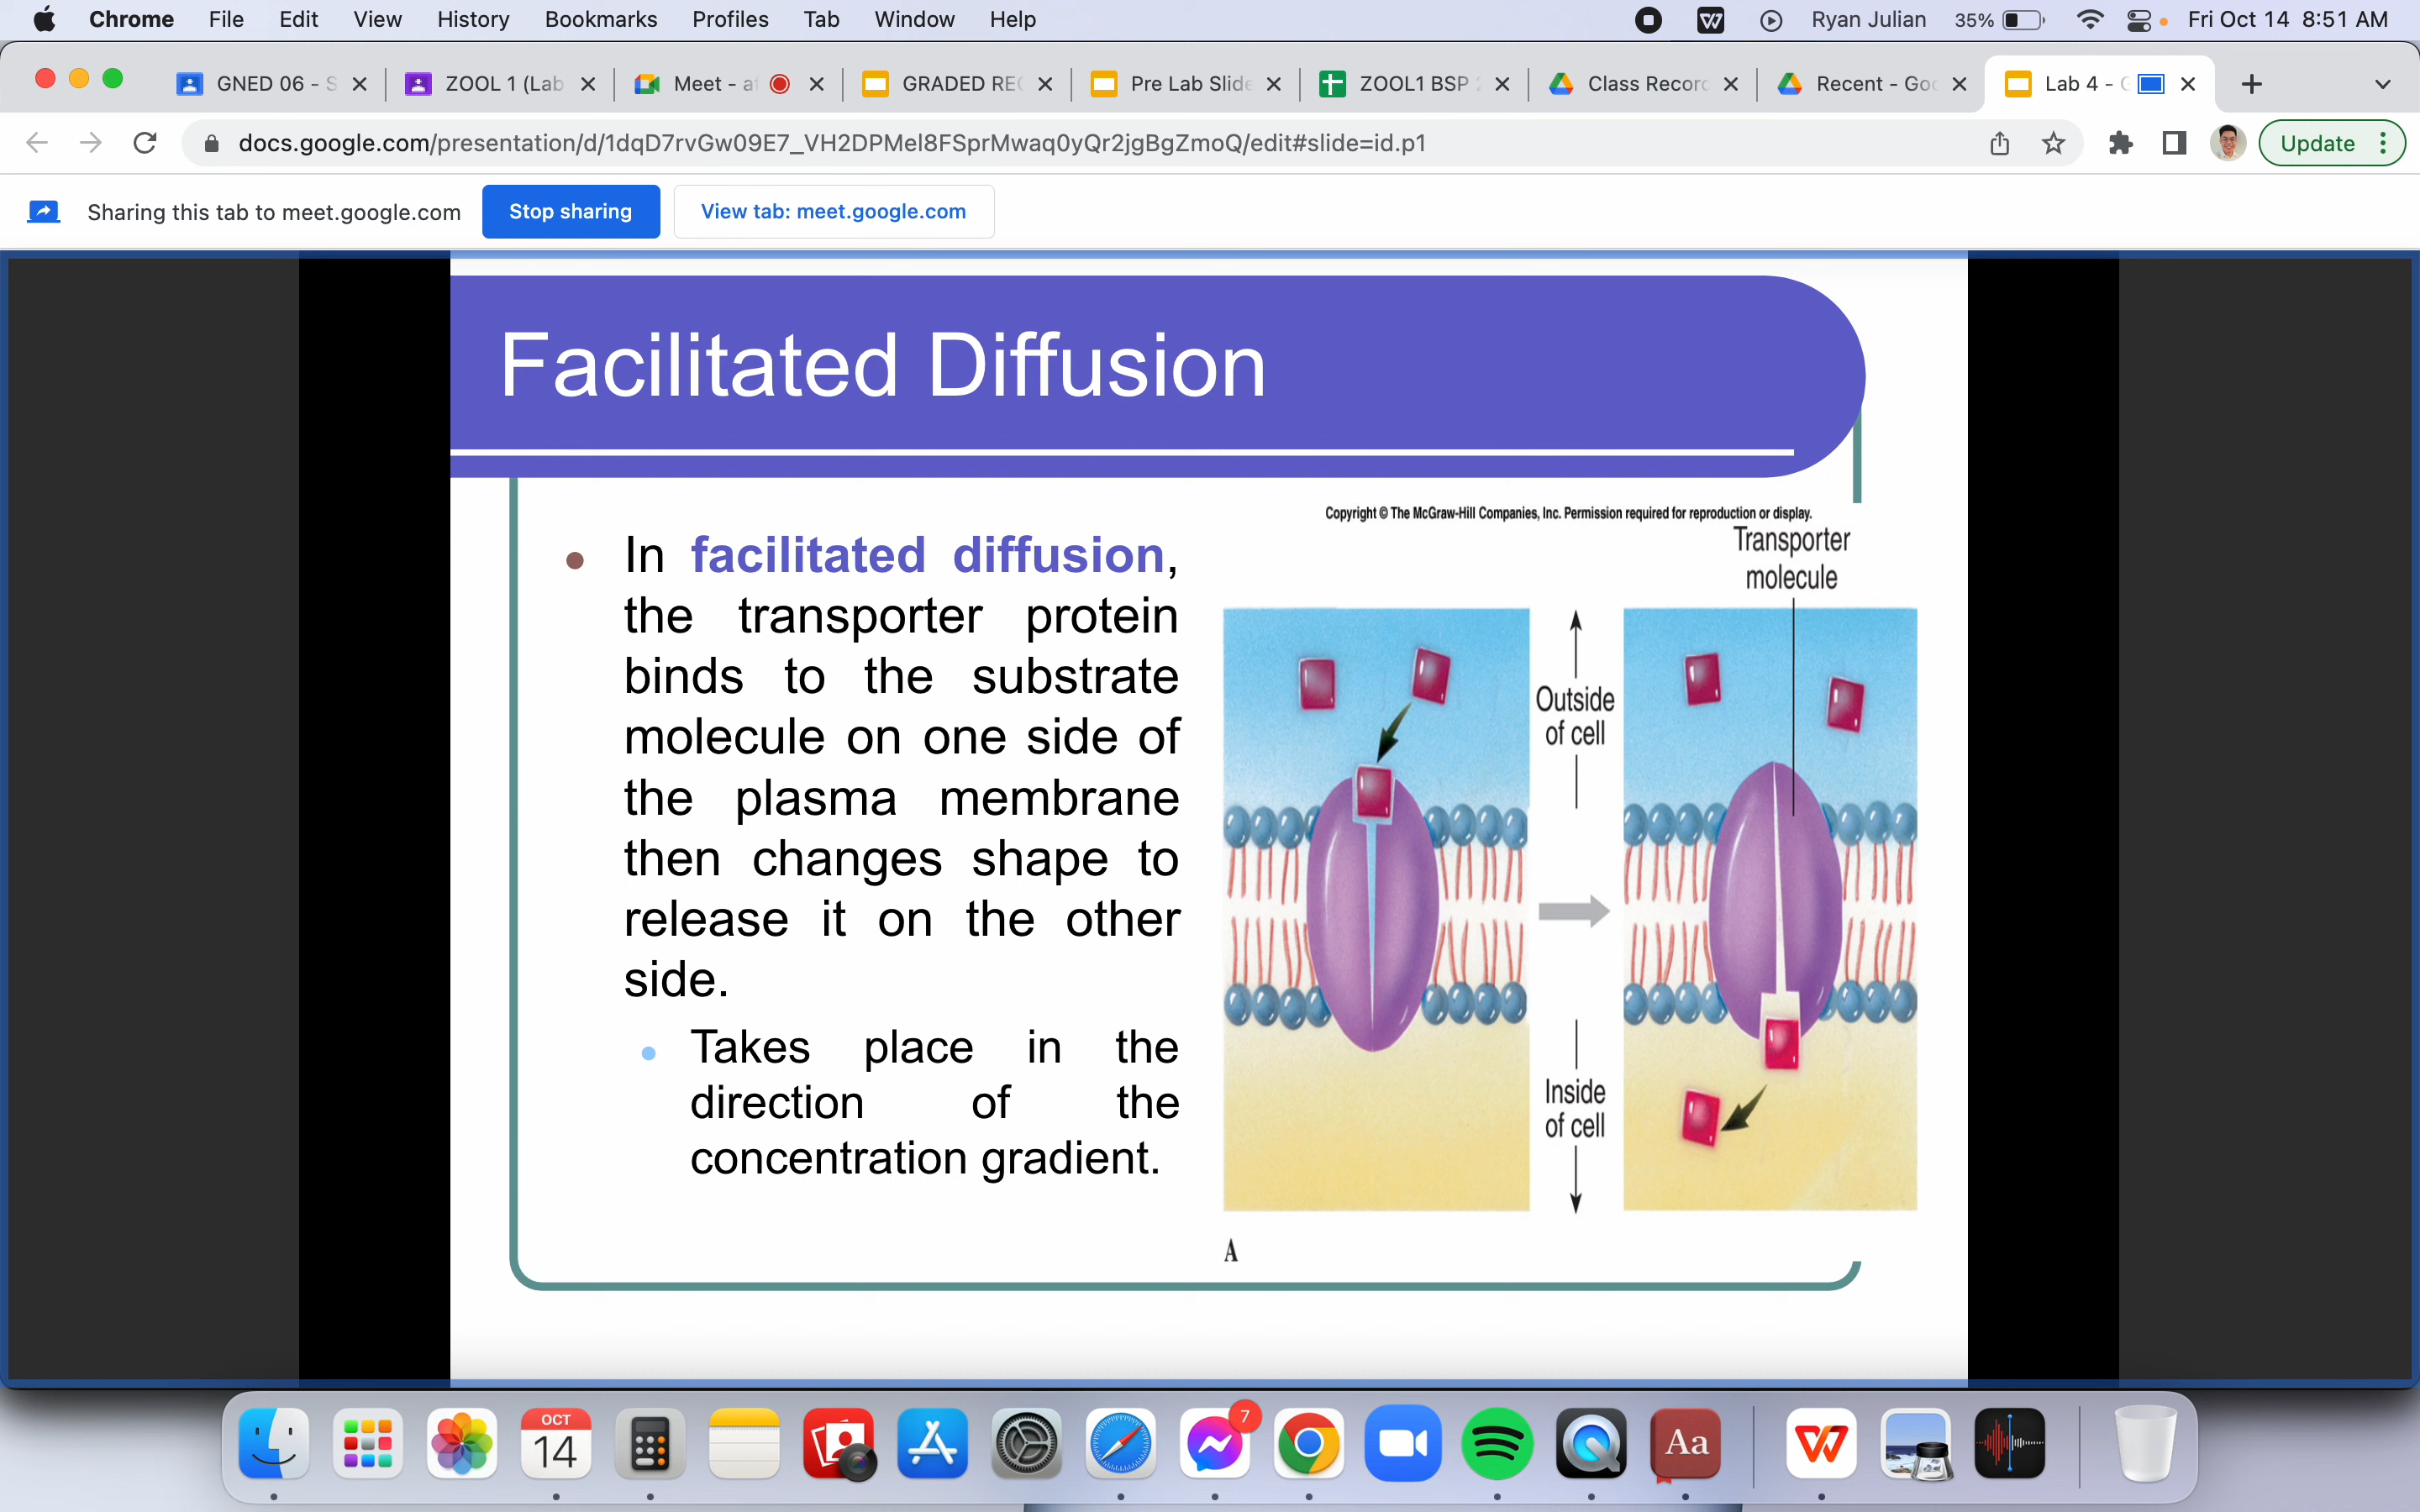 Chrome File Edit View History Bookmarks Profiles Tab Window Help Ryan Julian 35% Fri Oct 14 8:51 AM
GNED 06 - S ZOOL 1 (Lab Meet - a GRADED REC Pre Lab Slide ZOOL1 BSP Class Record Recent - Goo Lab 4 -
docs.google.com/presentation/d/1dqD7rvGw09E7_VH2DPMel8FSprMwaq0yQr2jgBgZmoQ/edit#slide=id.p1 Update
Sharing this tab to meet.google.com Stop sharing View tab: meet.google.com
Facilitated Diffusion
Copyright © The McGraw-Hill Companies, Inc. Permission required for reproduction or display.
In facilitated diffusion,
the transporter protein
binds to the substrate
molecule on one side of
the plasma membrane
then changes shape to
release it on the other
side.
Takes place in the
direction of the
concentration gradient.
Transporter
molecule
Outside
of cell
Inside
of cell
A
OCT
14
7
Aa